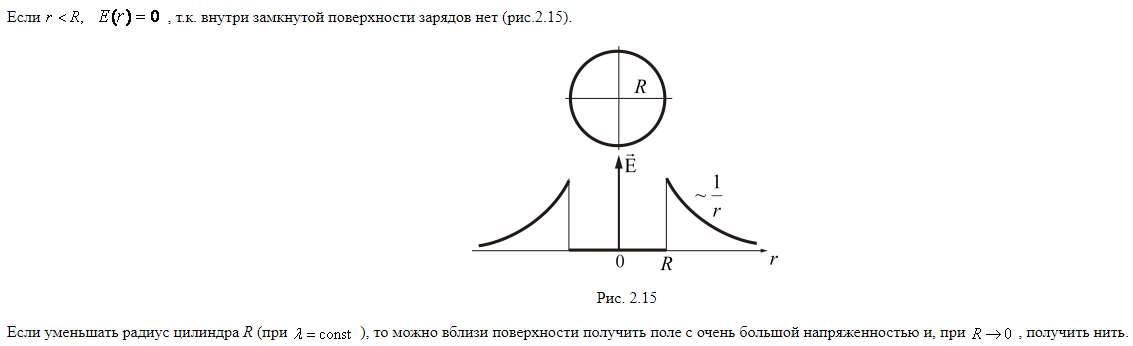 Если r < R, E(r) = 0 , т.к. внутри замкнутой поверхности зарядов нет (рис.2.15).
R
E⃗
~ 1/r
0 R r
Рис. 2.15
Если уменьшать радиус цилиндра R (при λ = const ), то можно вблизи поверхности получить поле с очень большой напряженностью и, при R → 0 , получить нить.